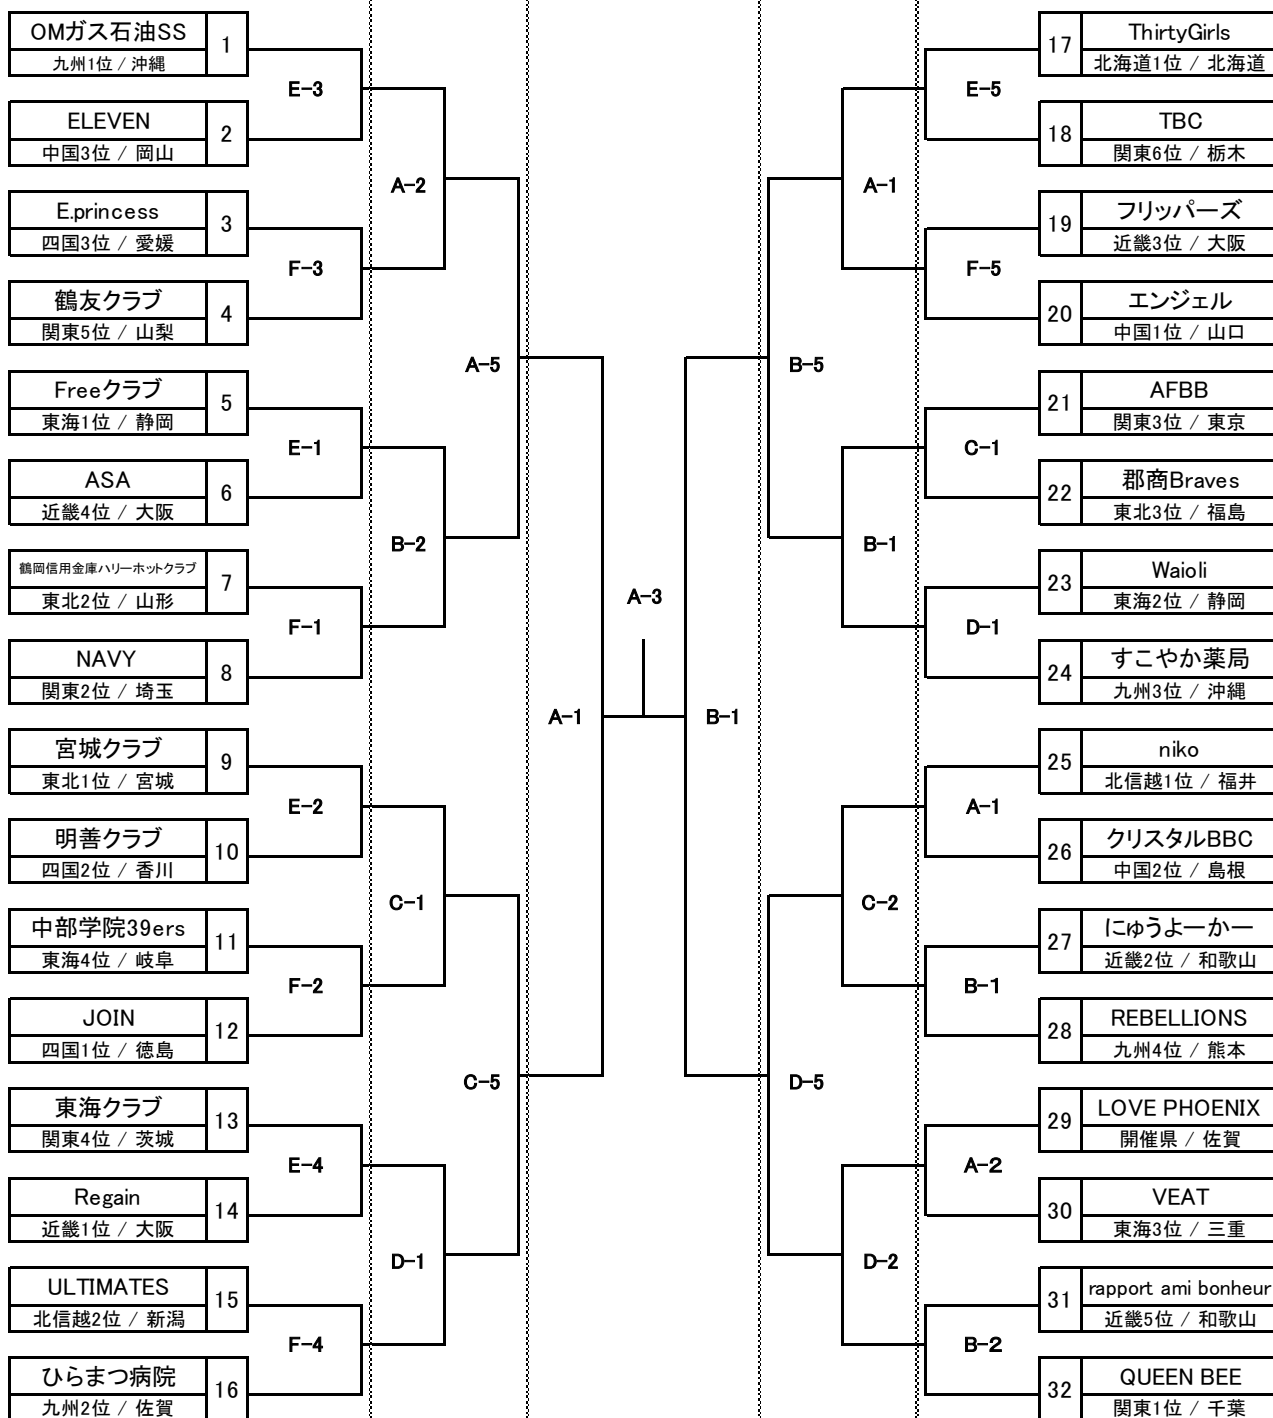 OMガス石油SS
1
九州1位 / 沖縄
ELEVEN
2
中国3位 / 岡山
E.princess
3
四国3位 / 愛媛
鶴友クラブ
4
関東5位 / 山梨
Freeクラブ
5
東海1位 / 静岡
ASA
6
近畿4位 / 大阪
鶴岡信用金庫ハリーホットクラブ
7
東北2位 / 山形
NAVY
8
関東2位 / 埼玉
宮城クラブ
9
東北1位 / 宮城
明善クラブ
10
四国2位 / 香川
中部学院39ers
11
東海4位 / 岐阜
JOIN
12
四国1位 / 徳島
東海クラブ
13
関東4位 / 茨城
Regain
14
近畿1位 / 大阪
ULTIMATES
15
北信越2位 / 新潟
ひらまつ病院
16
九州2位 / 佐賀
E-3
F-3
E-1
F-1
E-2
F-2
E-4
F-4
A-2
B-2
C-1
D-1
A-5
C-5
A-1
A-3
B-1
B-5
D-5
A-1
B-1
C-2
D-2
E-5
F-5
C-1
D-1
A-1
B-1
A-2
B-2
17
ThirtyGirls
北海道1位 / 北海道
18
TBC
関東6位 / 栃木
19
フリッパーズ
近畿3位 / 大阪
20
エンジェル
中国1位 / 山口
21
AFBB
関東3位 / 東京
22
郡商Braves
東北3位 / 福島
23
Waioli
東海2位 / 静岡
24
すこやか薬局
九州3位 / 沖縄
25
niko
北信越1位 / 福井
26
クリスタルBBC
中国2位 / 島根
27
にゅうよーかー
近畿2位 / 和歌山
28
REBELLIONS
九州4位 / 熊本
29
LOVE PHOENIX
開催県 / 佐賀
30
VEAT
東海3位 / 三重
31
rapport ami bonheur
近畿5位 / 和歌山
32
QUEEN BEE
関東1位 / 千葉